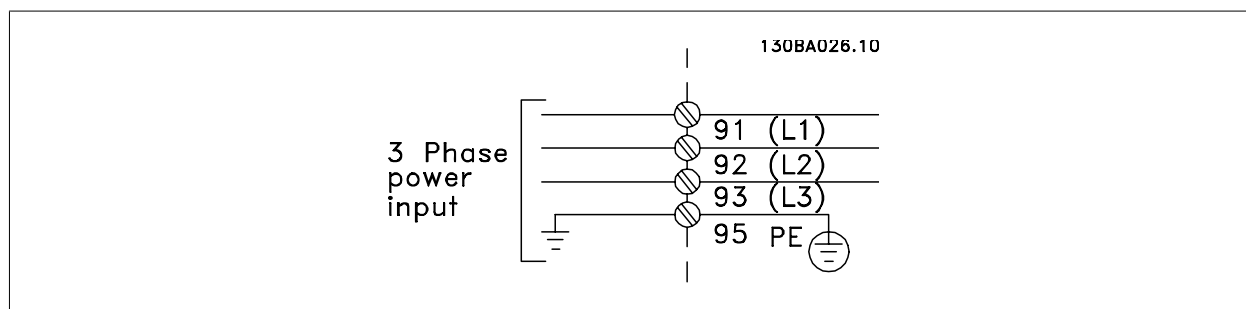 130BA026.10
3 Phase
power
input
91 (L1)
92 (L2)
93 (L3)
95 PE